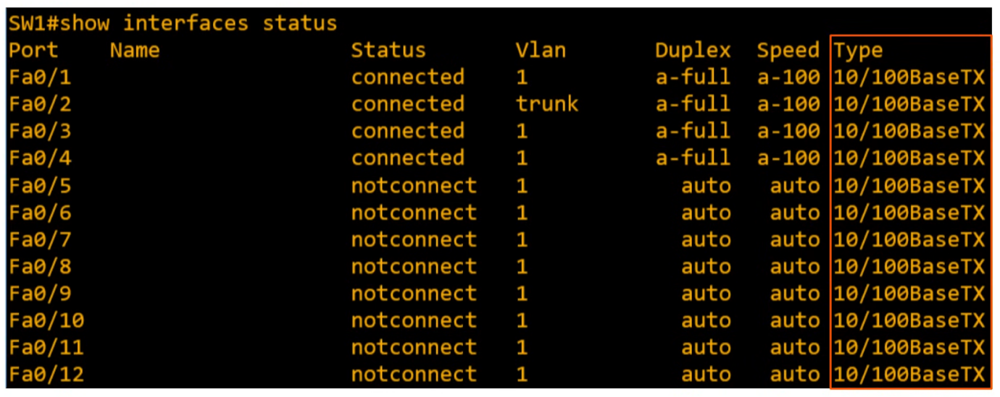 SW1#show interfaces status
Port Name Status Vlan Duplex Speed Type
Fa0/1 connected 1 a-full a-100 10/100BaseTX
Fa0/2 connected trunk a-full a-100 10/100BaseTX
Fa0/3 connected 1 a-full a-100 10/100BaseTX
Fa0/4 connected 1 a-full a-100 10/100BaseTX
Fa0/5 notconnect 1 auto auto 10/100BaseTX
Fa0/6 notconnect 1 auto auto 10/100BaseTX
Fa0/7 notconnect 1 auto auto 10/100BaseTX
Fa0/8 notconnect 1 auto auto 10/100BaseTX
Fa0/9 notconnect 1 auto auto 10/100BaseTX
Fa0/10 notconnect 1 auto auto 10/100BaseTX
Fa0/11 notconnect 1 auto auto 10/100BaseTX
Fa0/12 notconnect 1 auto auto 10/100BaseTX